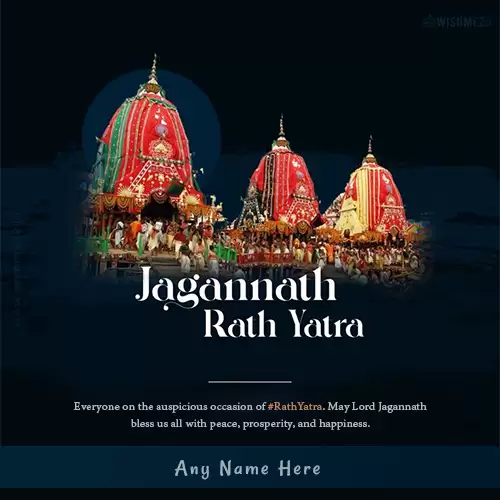 WISHMEZ
Jagannath
Rath Yatra
Everyone on the auspicious occasion of #RathYatra. May Lord Jagannath
bless us all with peace, prosperity, and happiness.
Any Name Here